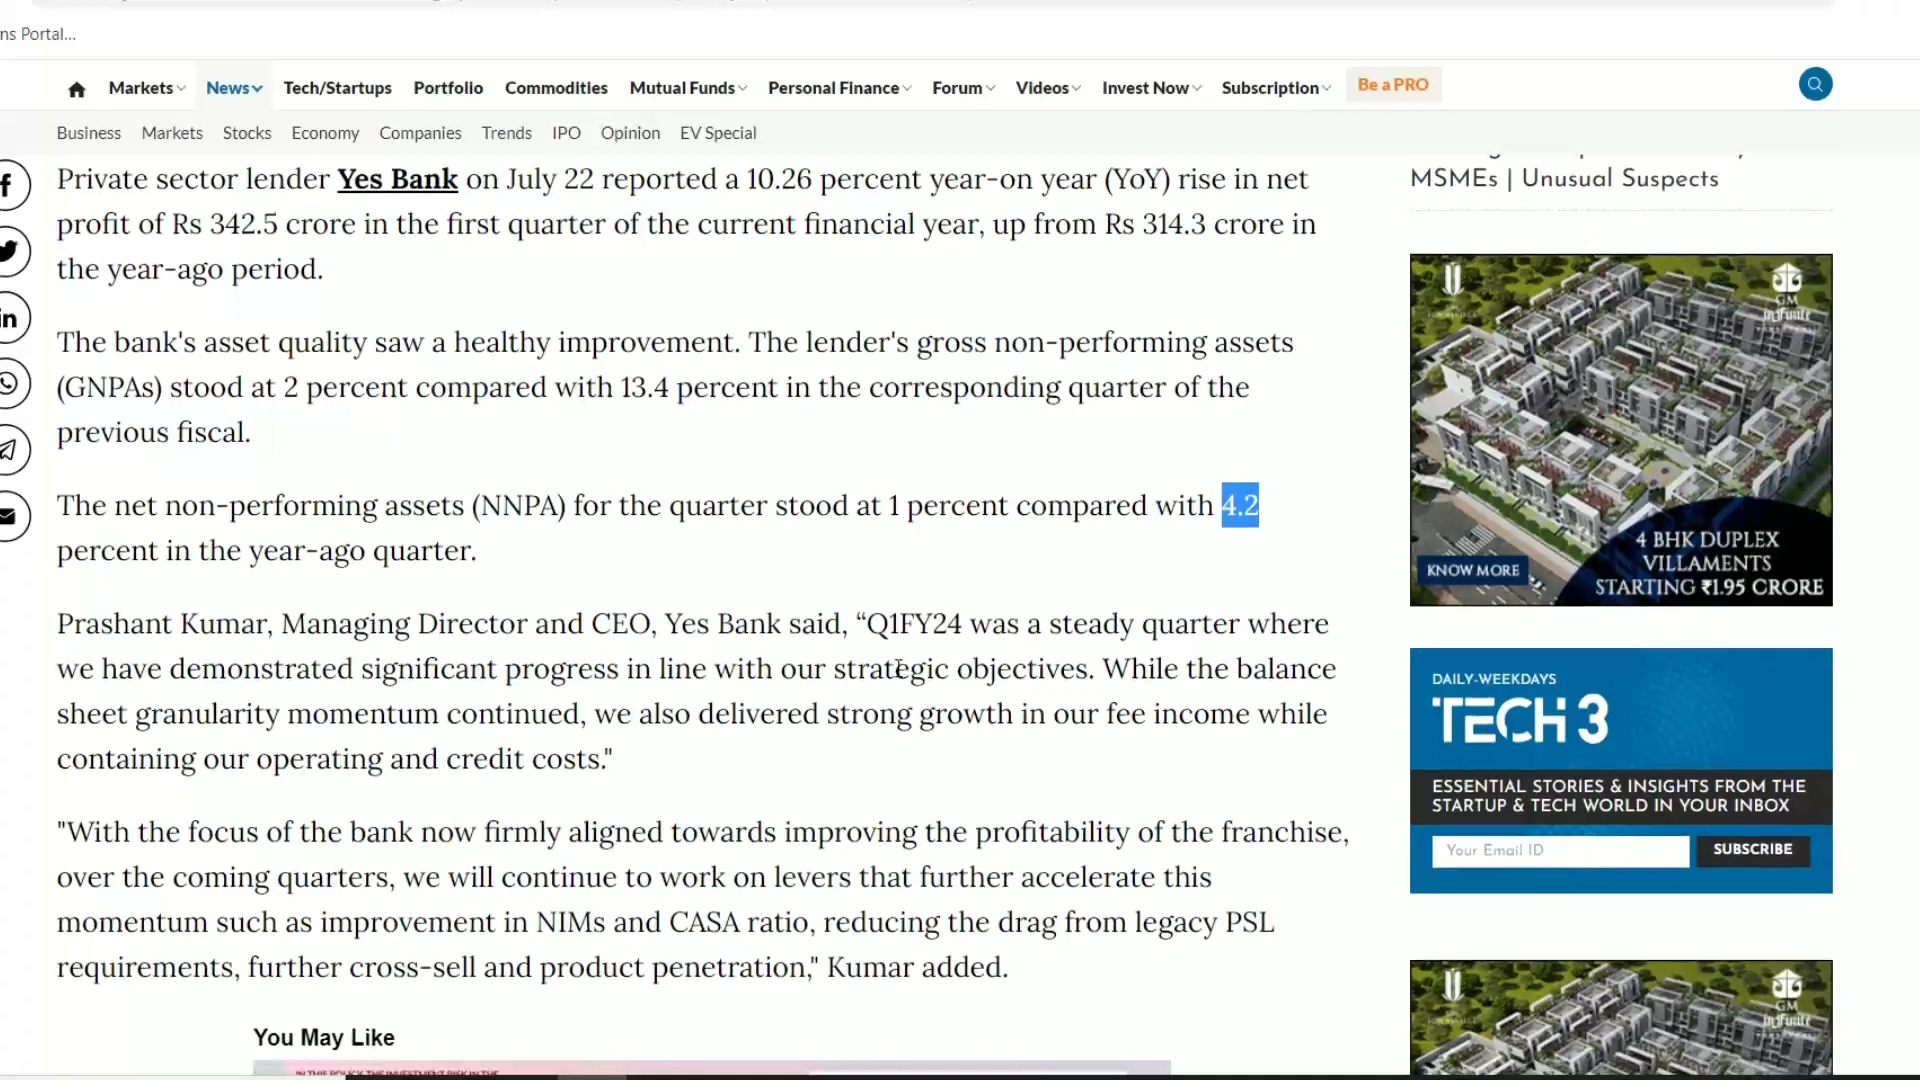 ns Portal...
Markets
News
Tech/Startups
Portfolio
Commodities
Mutual Funds
Personal Finance
Forum
Videos
Invest Now
Subscription
Be a PRO
Business
Markets
Stocks
Economy
Companies
Trends
IPO
Opinion
EV Special
Private sector lender Yes Bank on July 22 reported a 10.26 percent year-on year (YoY) rise in net
profit of Rs 342.5 crore in the first quarter of the current financial year, up from Rs 314.3 crore in
the year-ago period.
The bank's asset quality saw a healthy improvement. The lender's gross non-performing assets
(GNPAs) stood at 2 percent compared with 13.4 percent in the corresponding quarter of the
previous fiscal.
The net non-performing assets (NNPA) for the quarter stood at 1 percent compared with 4.2
percent in the year-ago quarter.
Prashant Kumar, Managing Director and CEO, Yes Bank said, “Q1FY24 was a steady quarter where
we have demonstrated significant progress in line with our strategic objectives. While the balance
sheet granularity momentum continued, we also delivered strong growth in our fee income while
containing our operating and credit costs."
"With the focus of the bank now firmly aligned towards improving the profitability of the franchise,
over the coming quarters, we will continue to work on levers that further accelerate this
momentum such as improvement in NIMs and CASA ratio, reducing the drag from legacy PSL
requirements, further cross-sell and product penetration," Kumar added.
You May Like
IN THIS POLICY, THE INVESTMENT RISK IN THE
MSMEs | Unusual Suspects
GM
infinite
4 BHK DUPLEX
VILLAMENTS
STARTING ₹1.95 CRORE
KNOW MORE
DAILY-WEEKDAYS
TECH 3
ESSENTIAL STORIES & INSIGHTS FROM THE
STARTUP & TECH WORLD IN YOUR INBOX
Your Email ID
SUBSCRIBE
GM
infinite